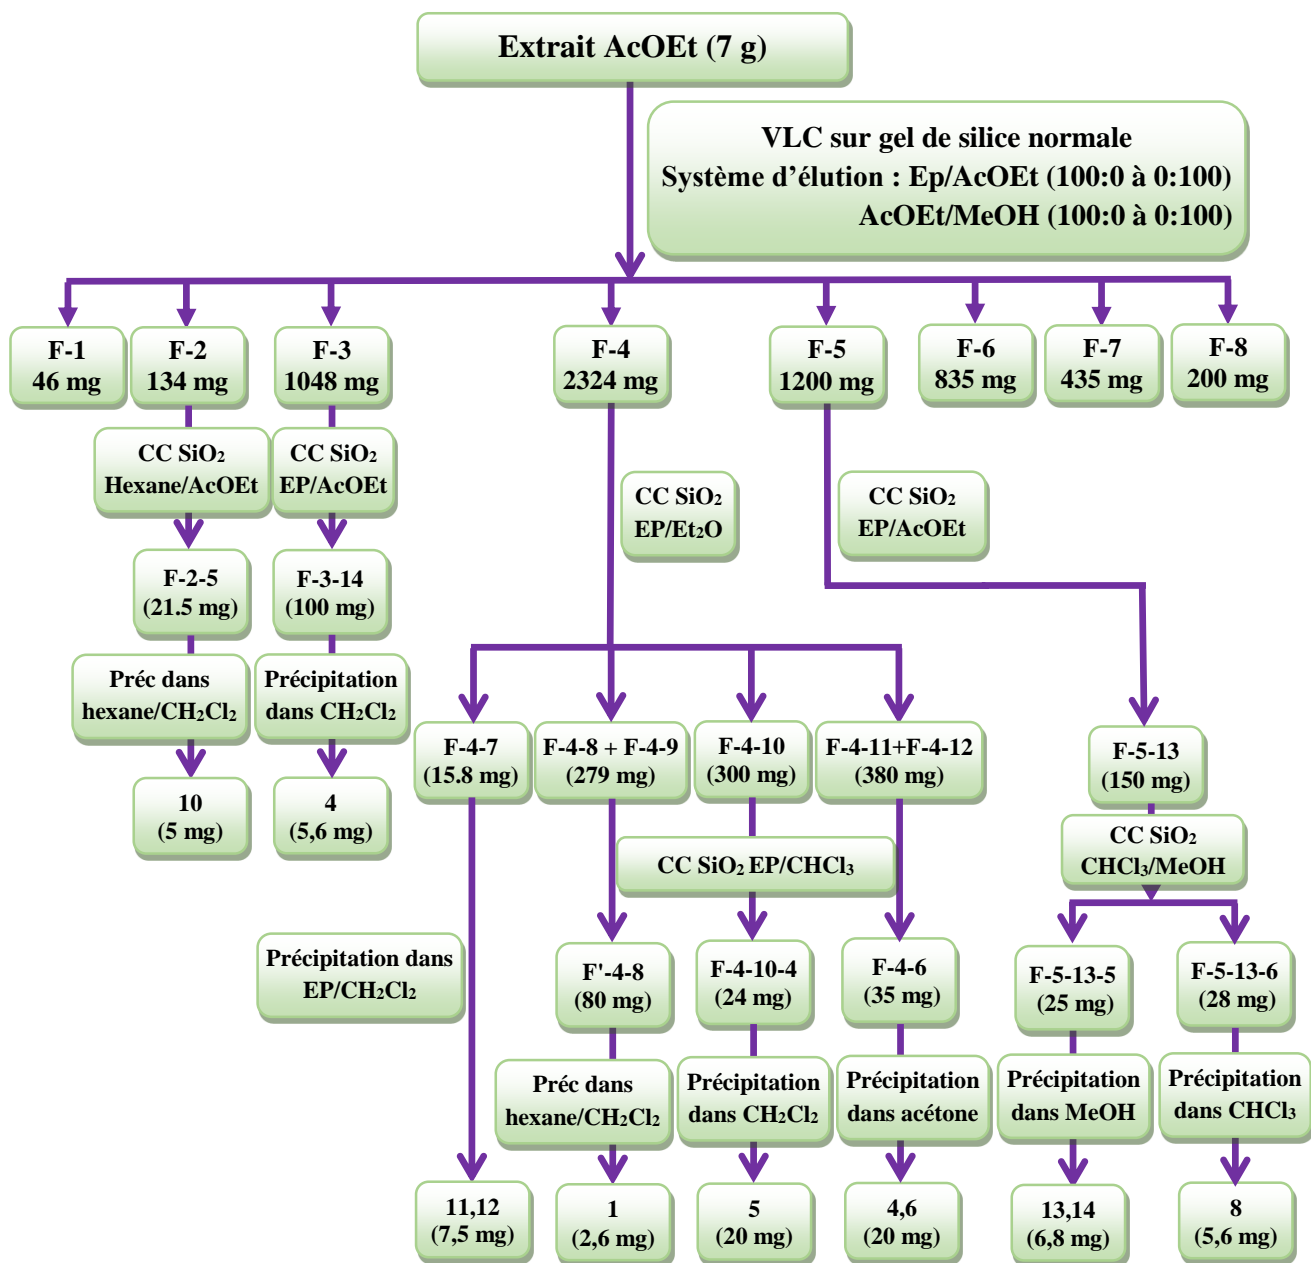 Extrait AcOEt (7 g)
VLC sur gel de silice normale
Système d'élution : Ep/AcOEt (100:0 à 0:100)
AcOEt/MeOH (100:0 à 0:100)
F-1
46 mg
F-2
134 mg
F-3
1048 mg
F-4
2324 mg
F-5
1200 mg
F-6
835 mg
F-7
435 mg
F-8
200 mg
CC SiO₂
Hexane/AcOEt
CC SiO₂
EP/AcOEt
CC SiO₂
EP/Et₂O
CC SiO₂
EP/AcOEt
F-2-5
(21.5 mg)
F-3-14
(100 mg)
Préc dans
hexane/CH₂Cl₂
Précipitation
dans CH₂Cl₂
F-4-7
(15.8 mg)
F-4-8 + F-4-9
(279 mg)
F-4-10
(300 mg)
F-4-11+F-4-12
(380 mg)
F-5-13
(150 mg)
10
(5 mg)
4
(5,6 mg)
CC SiO₂ EP/CHCl₃
CC SiO₂
CHCl₃/MeOH
Précipitation dans
EP/CH₂Cl₂
F'-4-8
(80 mg)
F-4-10-4
(24 mg)
F-4-6
(35 mg)
F-5-13-5
(25 mg)
F-5-13-6
(28 mg)
Préc dans
hexane/CH₂Cl₂
Précipitation
dans CH₂Cl₂
Précipitation
dans acétone
Précipitation
dans MeOH
Précipitation
dans CHCl₃
11,12
(7,5 mg)
1
(2,6 mg)
5
(20 mg)
4,6
(20 mg)
13,14
(6,8 mg)
8
(5,6 mg)